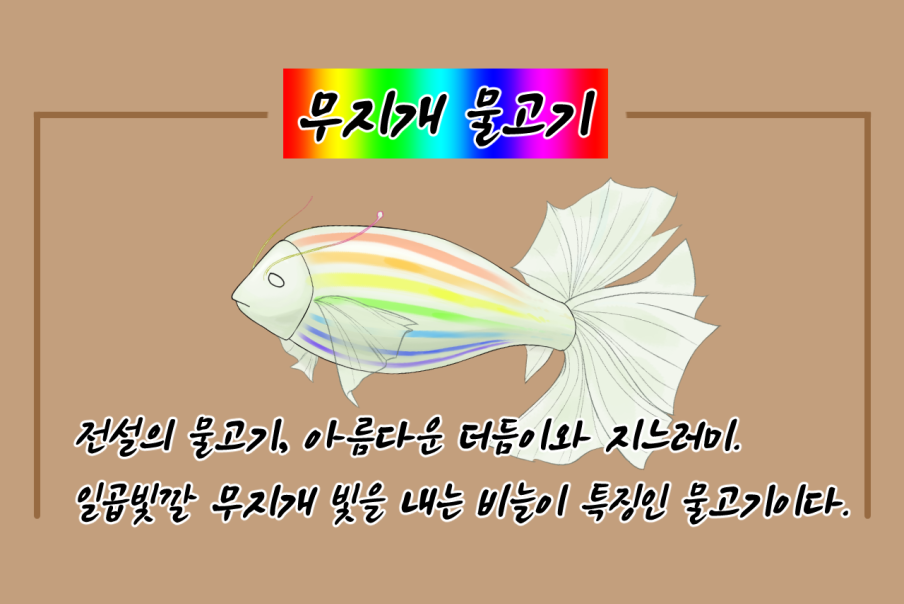 무지개 물고기
전설의 물고기, 아름다운 더듬이와 지느러미.
일곱빛깔 무지개 빛을 내는 비늘이 특징인 물고기이다.